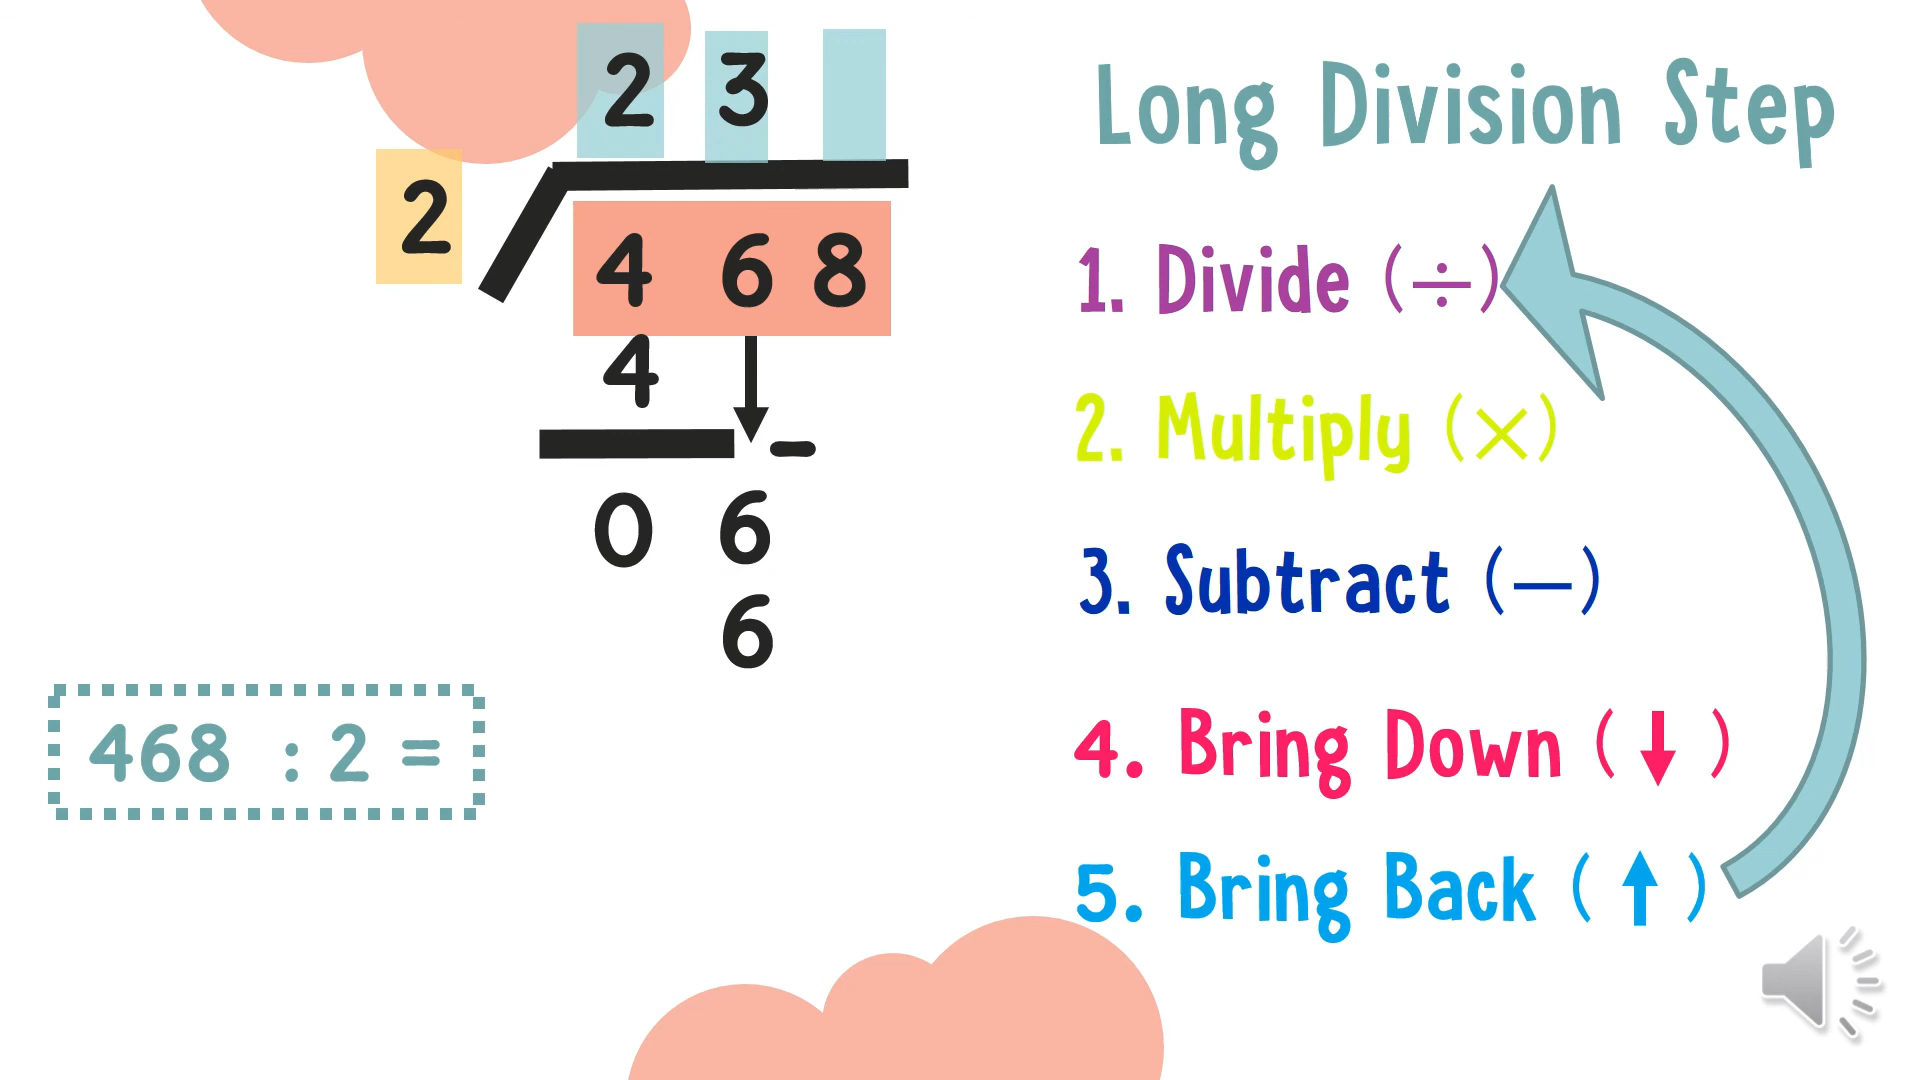 2 3
2
4 6 8
4
-
0 6
6
468 : 2 =
Long Division Step
1. Divide (÷)
2. Multiply (×)
3. Subtract (—)
4. Bring Down (↓)
5. Bring Back (↑)